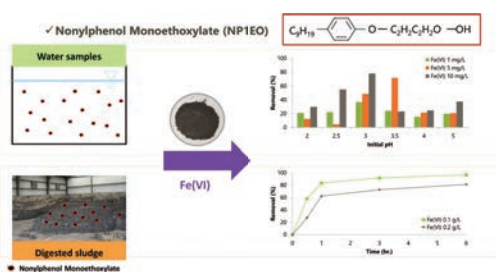 ✓ Nonylphenol Monoethoxylate (NP1EO)
C₉H₁₉ O C₂H₂C₂H₂O OH
Water samples
Fe(VI)
Digested sludge
Nonylphenol Monoethoxylate
Fe(VI) 1 mg/L
Fe(VI) 5 mg/L
Fe(VI) 10 mg/L
Removal (%)
100
80
60
40
20
0
2 2.5 3 3.5 4 5
Initial pH
Removal (%)
100
80
60
40
20
0
Fe(VI) 0.1 g/L
Fe(VI) 0.2 g/L
0 1 2 3 4 5 6
Time (hr.)